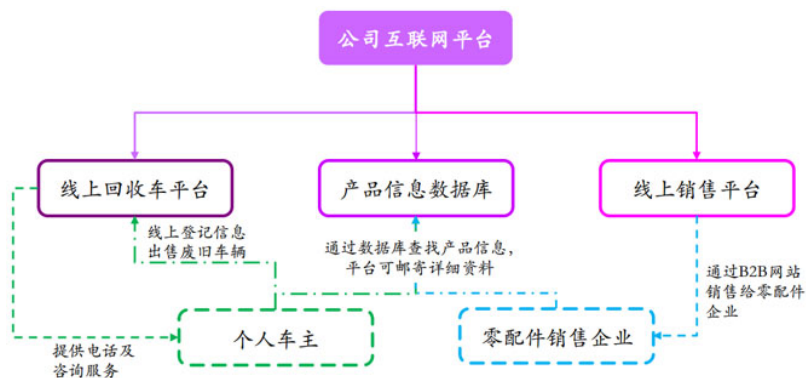 公司互联网平台
线上回收车平台
产品信息数据库
线上销售平台
线上登记信息
出售废旧车辆
通过数据库查找产品信息，
平台可邮寄详细资料
通过B2B网站
销售给零配件
企业
个人车主
零配件销售企业
提供电话及
咨询服务